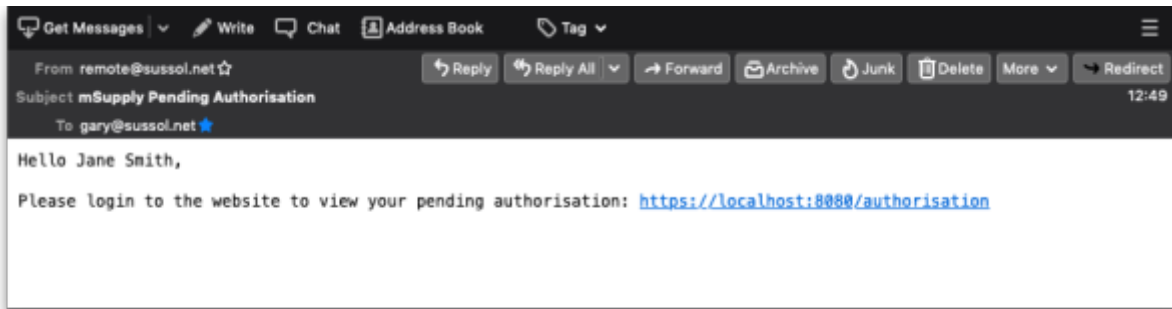 Get Messages Write Chat Address Book Tag
From remote@sussol.net Reply Reply All Forward Archive Junk Delete More Redirect
Subject mSupply Pending Authorisation 12:49
To gary@sussol.net
Hello Jane Smith,
Please login to the website to view your pending authorisation: https://localhost:8080/authorisation